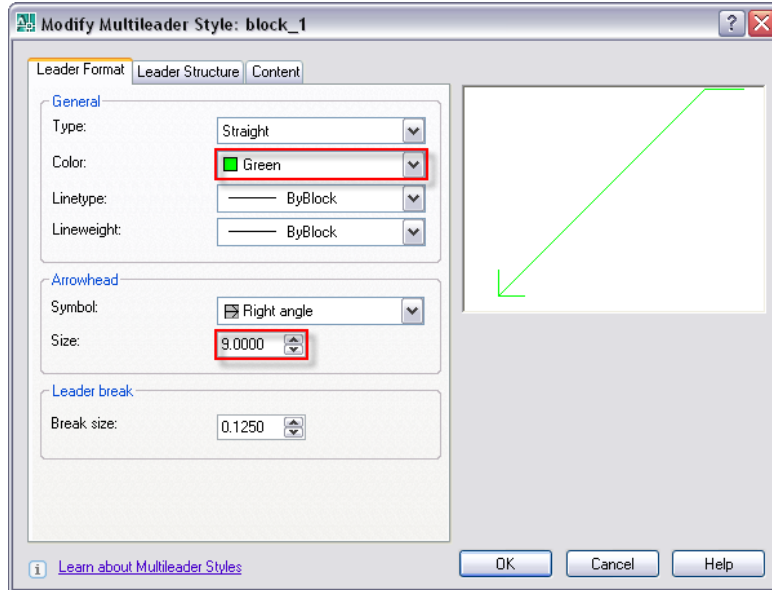 Modify Multileader Style: block_1
Leader Format Leader Structure Content
General
Type: Straight
Color: Green
Linetype: ByBlock
Lineweight: ByBlock
Arrowhead
Symbol: Right angle
Size: 9.0000
Leader break
Break size: 0.1250
Learn about Multileader Styles
OK Cancel Help